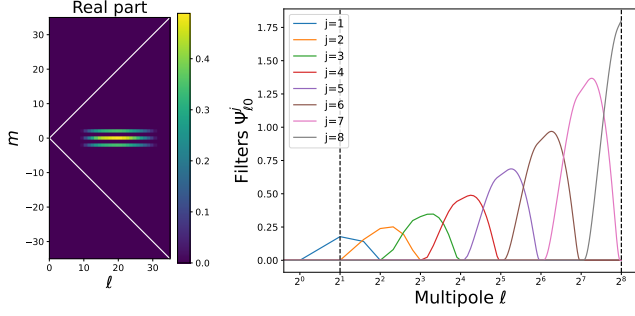 Real part
30
20
10
0
−10
−20
−30
m
0
20
ℓ
0.4
0.3
0.2
0.1
0.0
Filters Ψ^j_ℓ0
1.75
1.50
1.25
1.00
0.75
0.50
0.25
0.00
j=1
j=2
j=3
j=4
j=5
j=6
j=7
j=8
2^0 2^1 2^2 2^3 2^4 2^5 2^6 2^7 2^8
Multipole ℓ